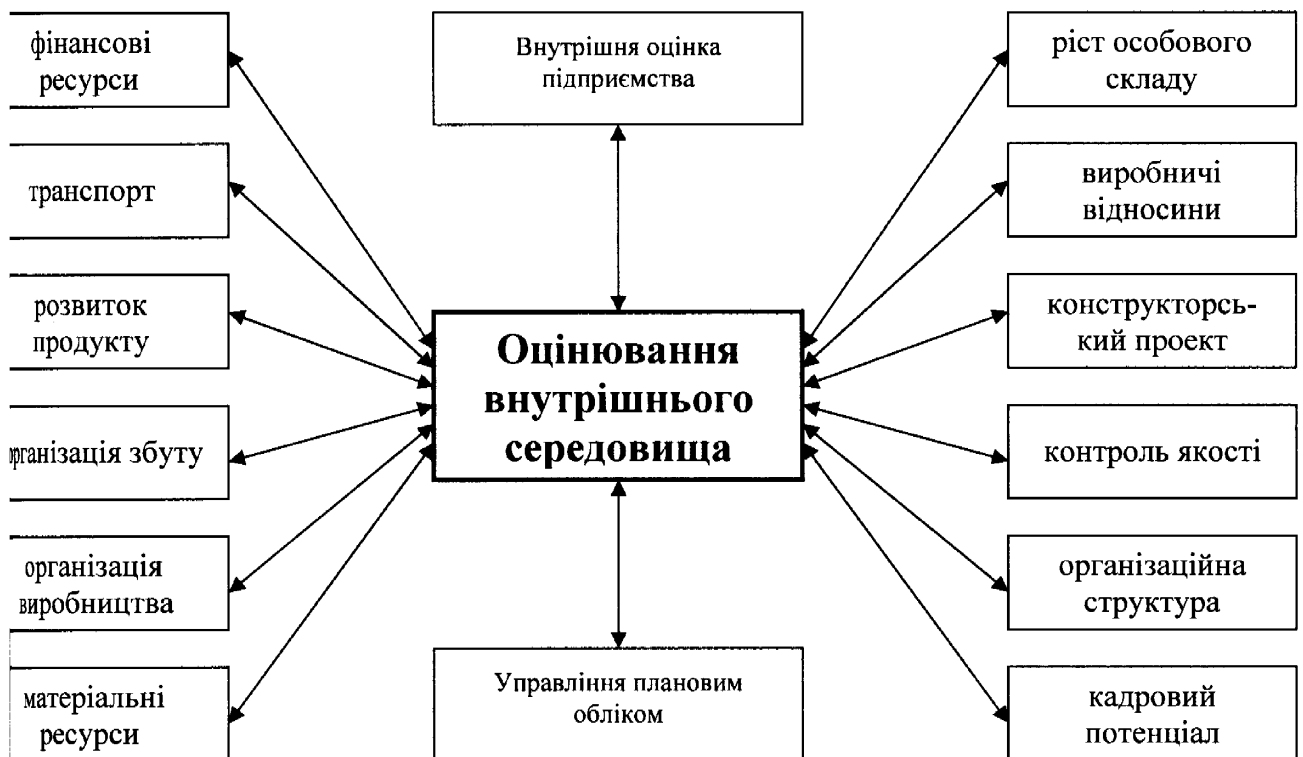 фінансові
ресурси
транспорт
розвиток
продукту
рганізація збуту
організація
виробництва
матеріальні
ресурси
Внутрішня оцінка
підприємства
Оцінювання
внутрішнього
середовища
Управління плановим
обліком
ріст особового
складу
виробничі
відносини
конструкторсь-
кий проект
контроль якості
організаційна
структура
кадровий
потенціал